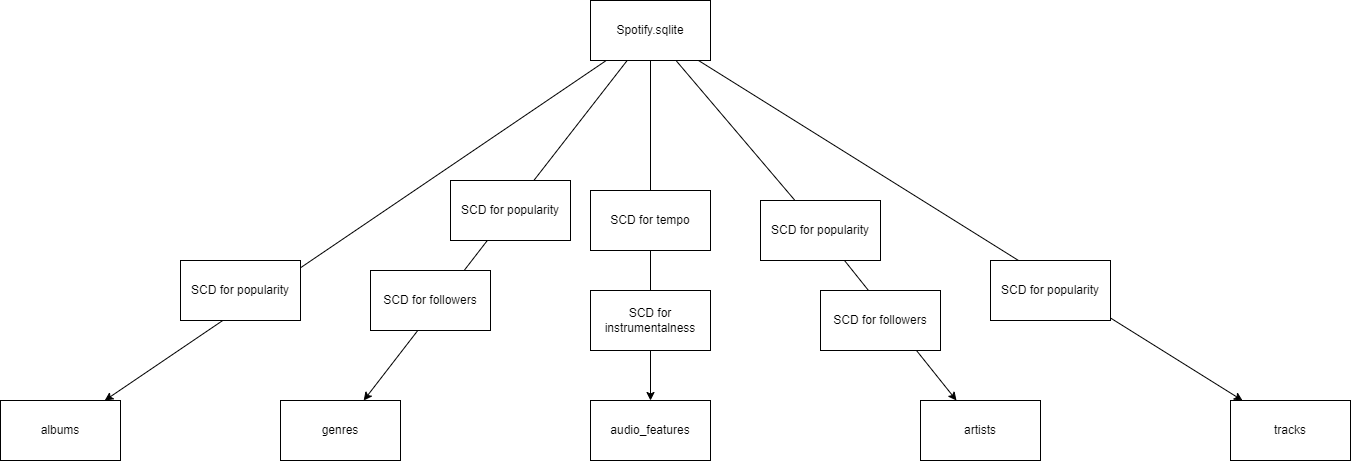 Spotify.sqlite
SCD for popularity
SCD for tempo
SCD for popularity
SCD for popularity
SCD for followers
SCD for
instrumentalness
SCD for followers
SCD for popularity
albums
genres
audio_features
artists
tracks